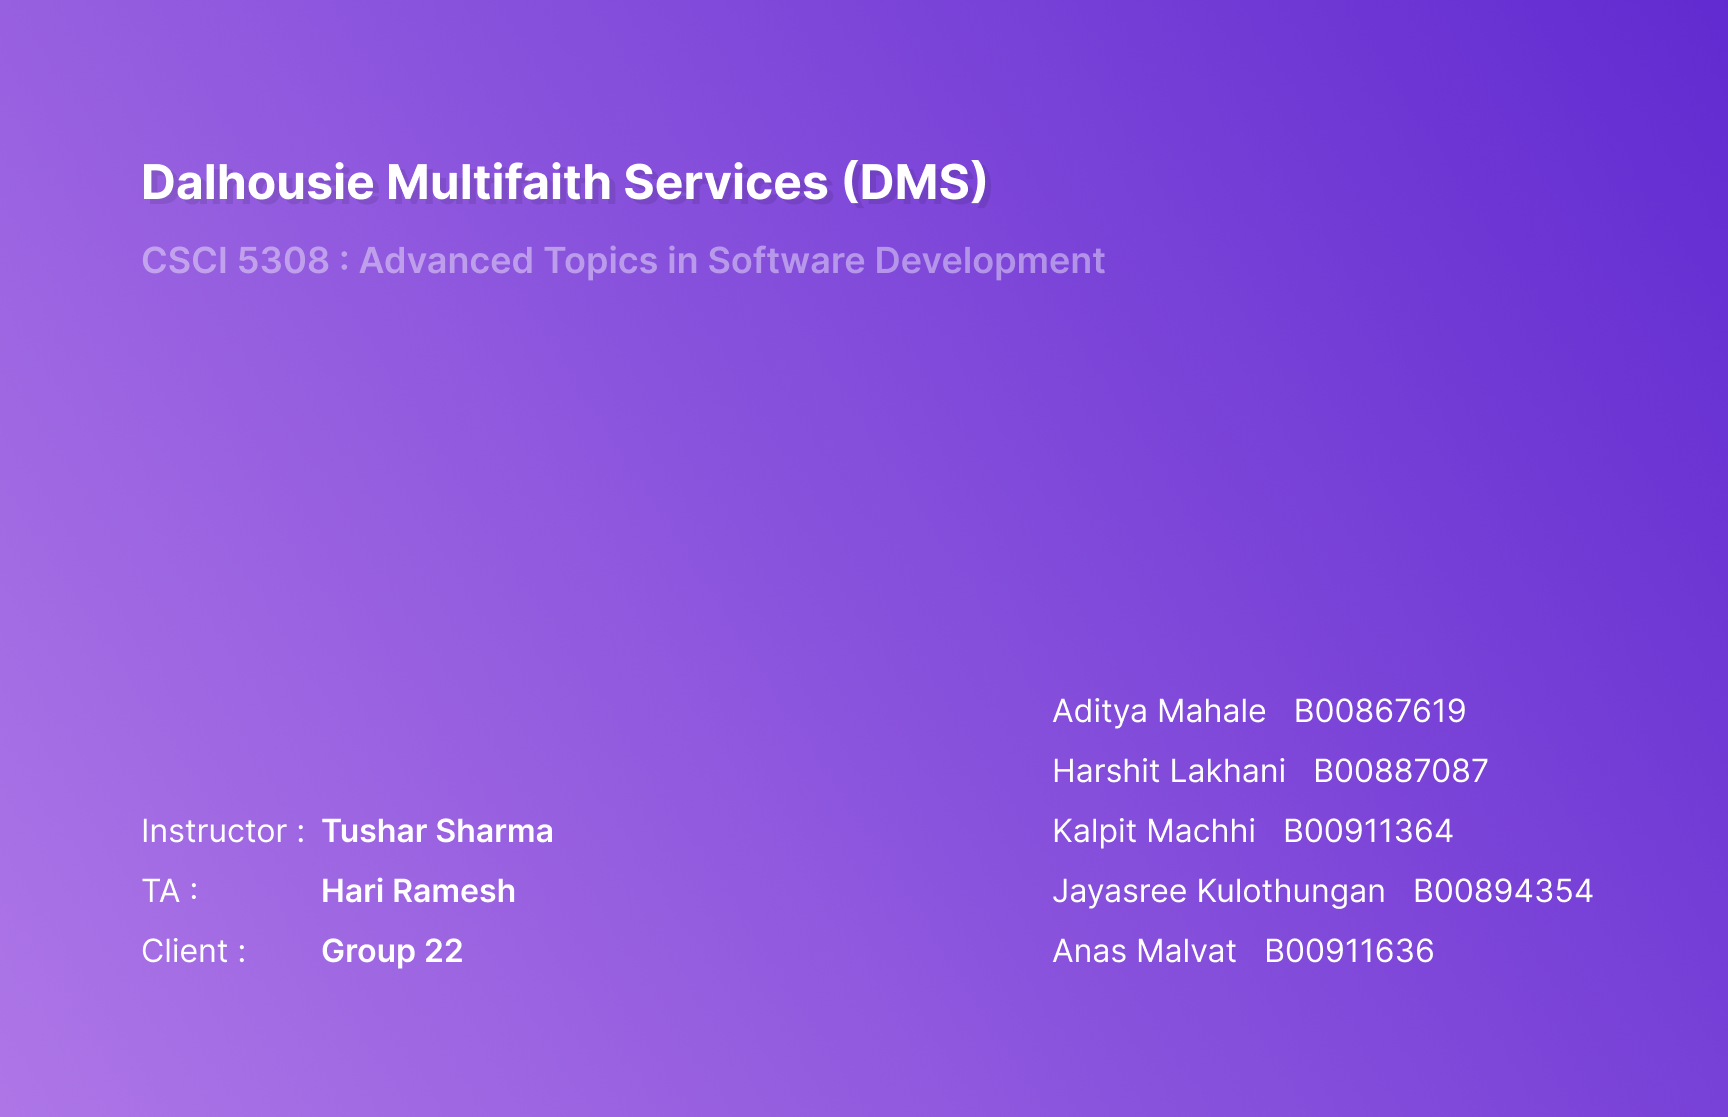 Dalhousie Multifaith Services (DMS)
CSCI 5308 : Advanced Topics in Software Development
Instructor : Tushar Sharma
TA : Hari Ramesh
Client : Group 22
Aditya Mahale B00867619
Harshit Lakhani B00887087
Kalpit Machhi B00911364
Jayasree Kulothungan B00894354
Anas Malvat B00911636